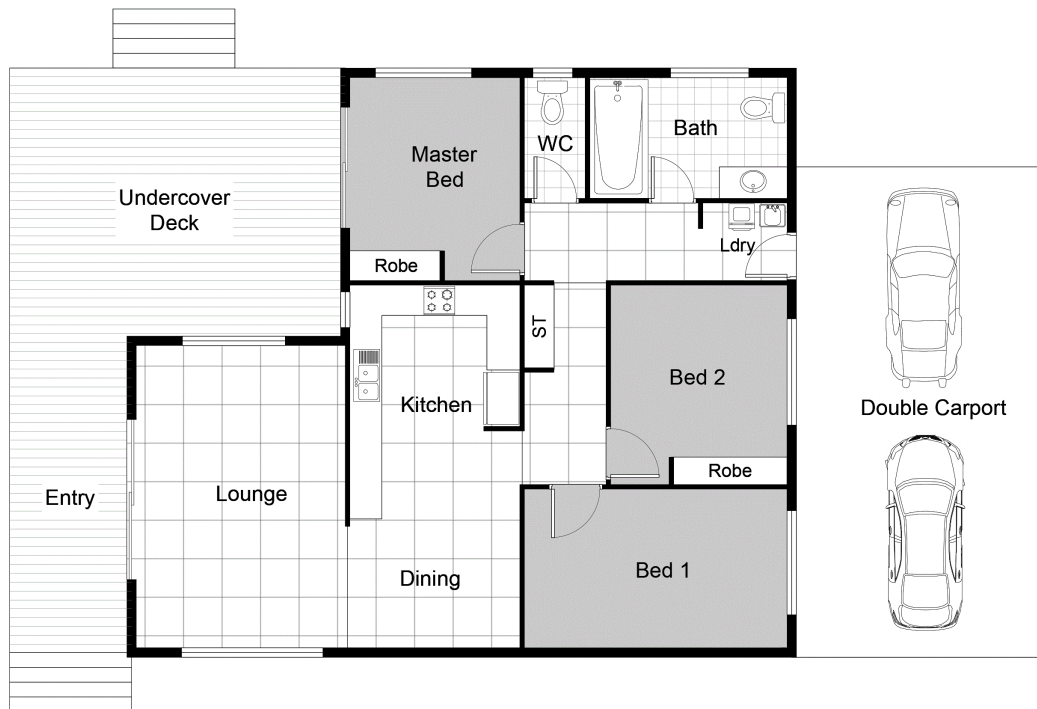 Master
Bed
WC
Bath
Undercover
Deck
Ldry
Robe
ST
Bed 2
Kitchen
Double Carport
Robe
Entry
Lounge
Dining
Bed 1